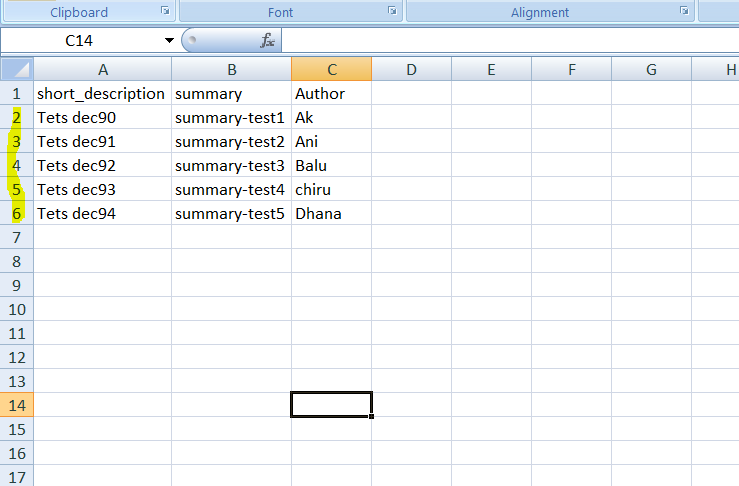 Clipboard Font Alignment
C14 fx
A B C D E F G H
1 short_description summary Author
2 Tets dec90 summary-test1 Ak
3 Tets dec91 summary-test2 Ani
4 Tets dec92 summary-test3 Balu
5 Tets dec93 summary-test4 chiru
6 Tets dec94 summary-test5 Dhana
7
8
9
10
11
12
13
14
15
16
17